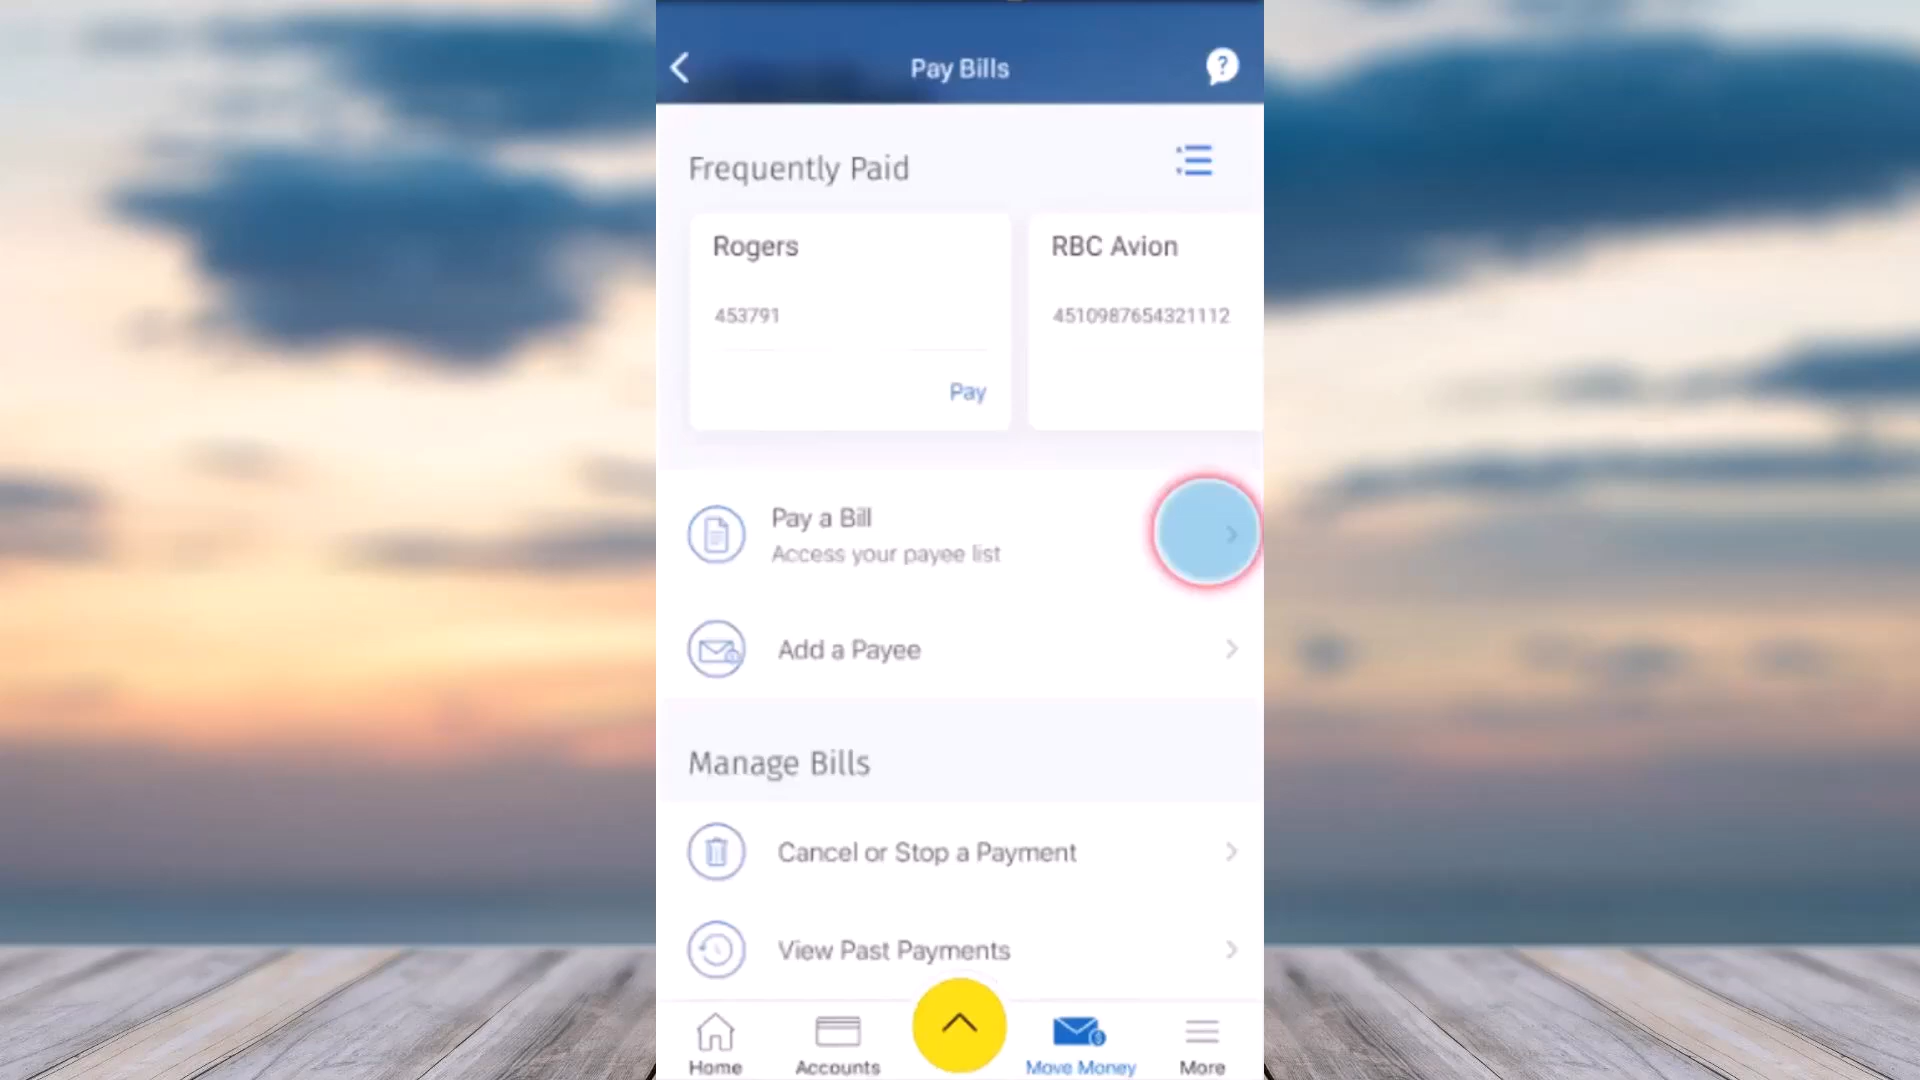 Pay Bills
?
Frequently Paid
Rogers
453791
Pay
RBC Avion
4510987654321112
Pay a Bill
Access your payee list
Add a Payee
Manage Bills
Cancel or Stop a Payment
View Past Payments
Home
Accounts
Move Money
More